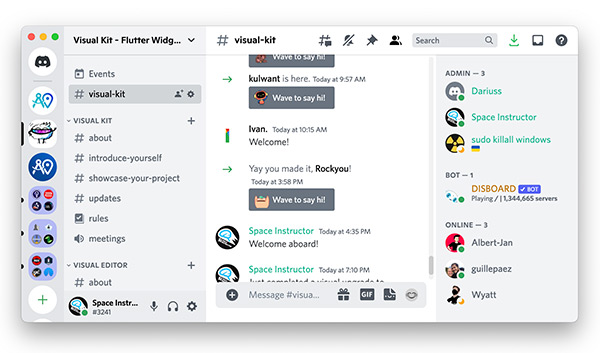 Visual Kit - Flutter Widg...
Events
visual-kit
VISUAL KIT
about
introduce-yourself
showcase-your-project
updates
rules
meetings
VISUAL EDITOR
about
Space Instr...
#3241
visual-kit
Search
Wave to say hi!
kulwant is here. Today at 9:57 AM
Wave to say hi!
Ivan. Today at 10:15 AM
Welcome!
Yay you made it, Rockyou!
Today at 3:58 PM
Wave to say hi!
Space Instructor Today at 4:35 PM
Welcome aboard!
Space Instructor Today at 7:10 PM
Just completed a visual upgrade to
Message #visua...
GIF
ADMIN — 3
Dariuss
Space Instructor
sudo killall windows
BOT — 1
DISBOARD BOT
Playing / | 1,344,665 servers
ONLINE — 3
Albert-Jan
guillepaez
Wyatt